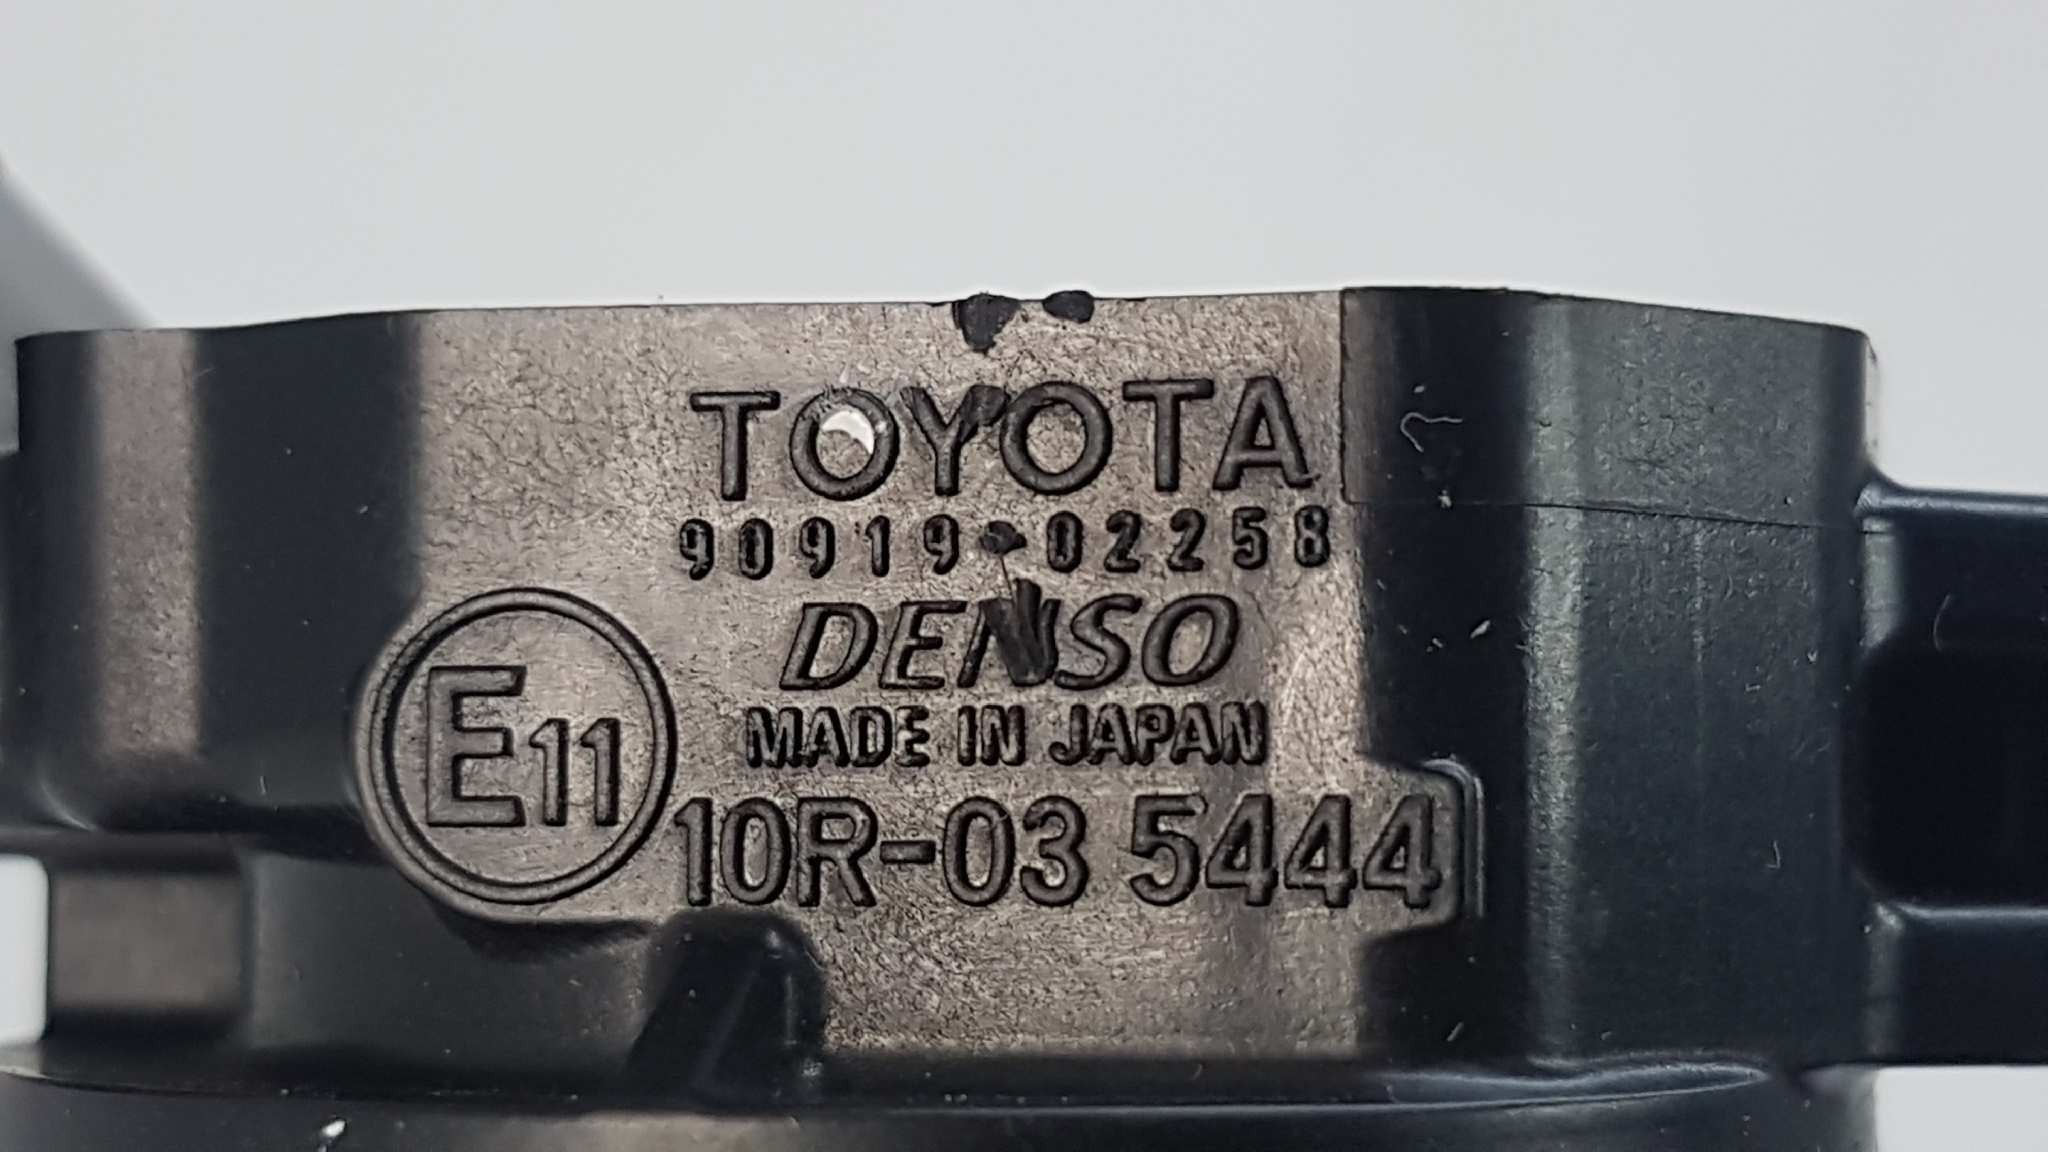 TOYOTA
90919-02258
DENSO
MADE IN JAPAN
E11
10R-03 5444